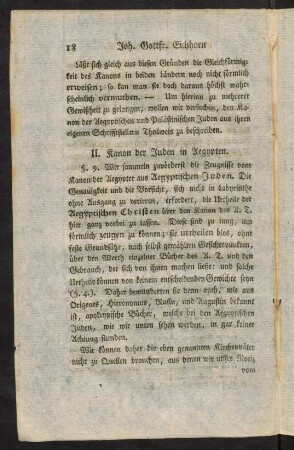 18 Joh. Gottfr. Eichhorn
Läßt sich gleich aus diesen Gründen die Gleichförmig-
keit des Kanons in beiden Ländern noch nicht förmlich
erweisen; so kan man sie doch daraus höchst wahr-
scheinlich vermuthen. — Um hierinn zu mehrerer
Gewißheit zu gelangen, wollen wir versuchen, den Ka-
non der Aegyptischen und Palästinischen Juden aus ihren
eigenen Schriftstellern Theilweis zu beschreiben.
II. Kanon der Juden in Aegypten.
§. 9. Wir sammeln zuvörderst die Zeugnisse vom
Kanon der Aegypter aus Aegyptischen Juden. Die
Genauigkeit und die Vorsicht, sich nicht in Labyrinthe
ohne Ausgang zu verirren, erfordert, die Urtheile der
Aegyptischen Christen über den Kanon des A. T.
hier ganz vorbei zu lassen. Diese sind zu jung, um
förmlich zeugen zu können; sie urtheilen blos, ohne
feste Grundsätze, nach selbst gewählten Gesichtspunkten,
über den Werth einzelner Bücher des A. T. und den
Gebrauch, der sich von ihnen machen ließe: und solche
Urtheile können von keinem entscheidenden Gewicht seyn
(§. 4.). Daher bewunderten sie denn auch, wie aus
Origenes, Hieronymus, Rufin, und Augustin bekannt
ist, apokryphische Bücher, welche bei den Aegyptischen
Juden, wie wir unten sehen werden, in gar keiner
Achtung stunden.
Wir können daher die eben genannten Kirchenväter
nicht zu Quellen brauchen, aus denen wir unsre Notiz
vom